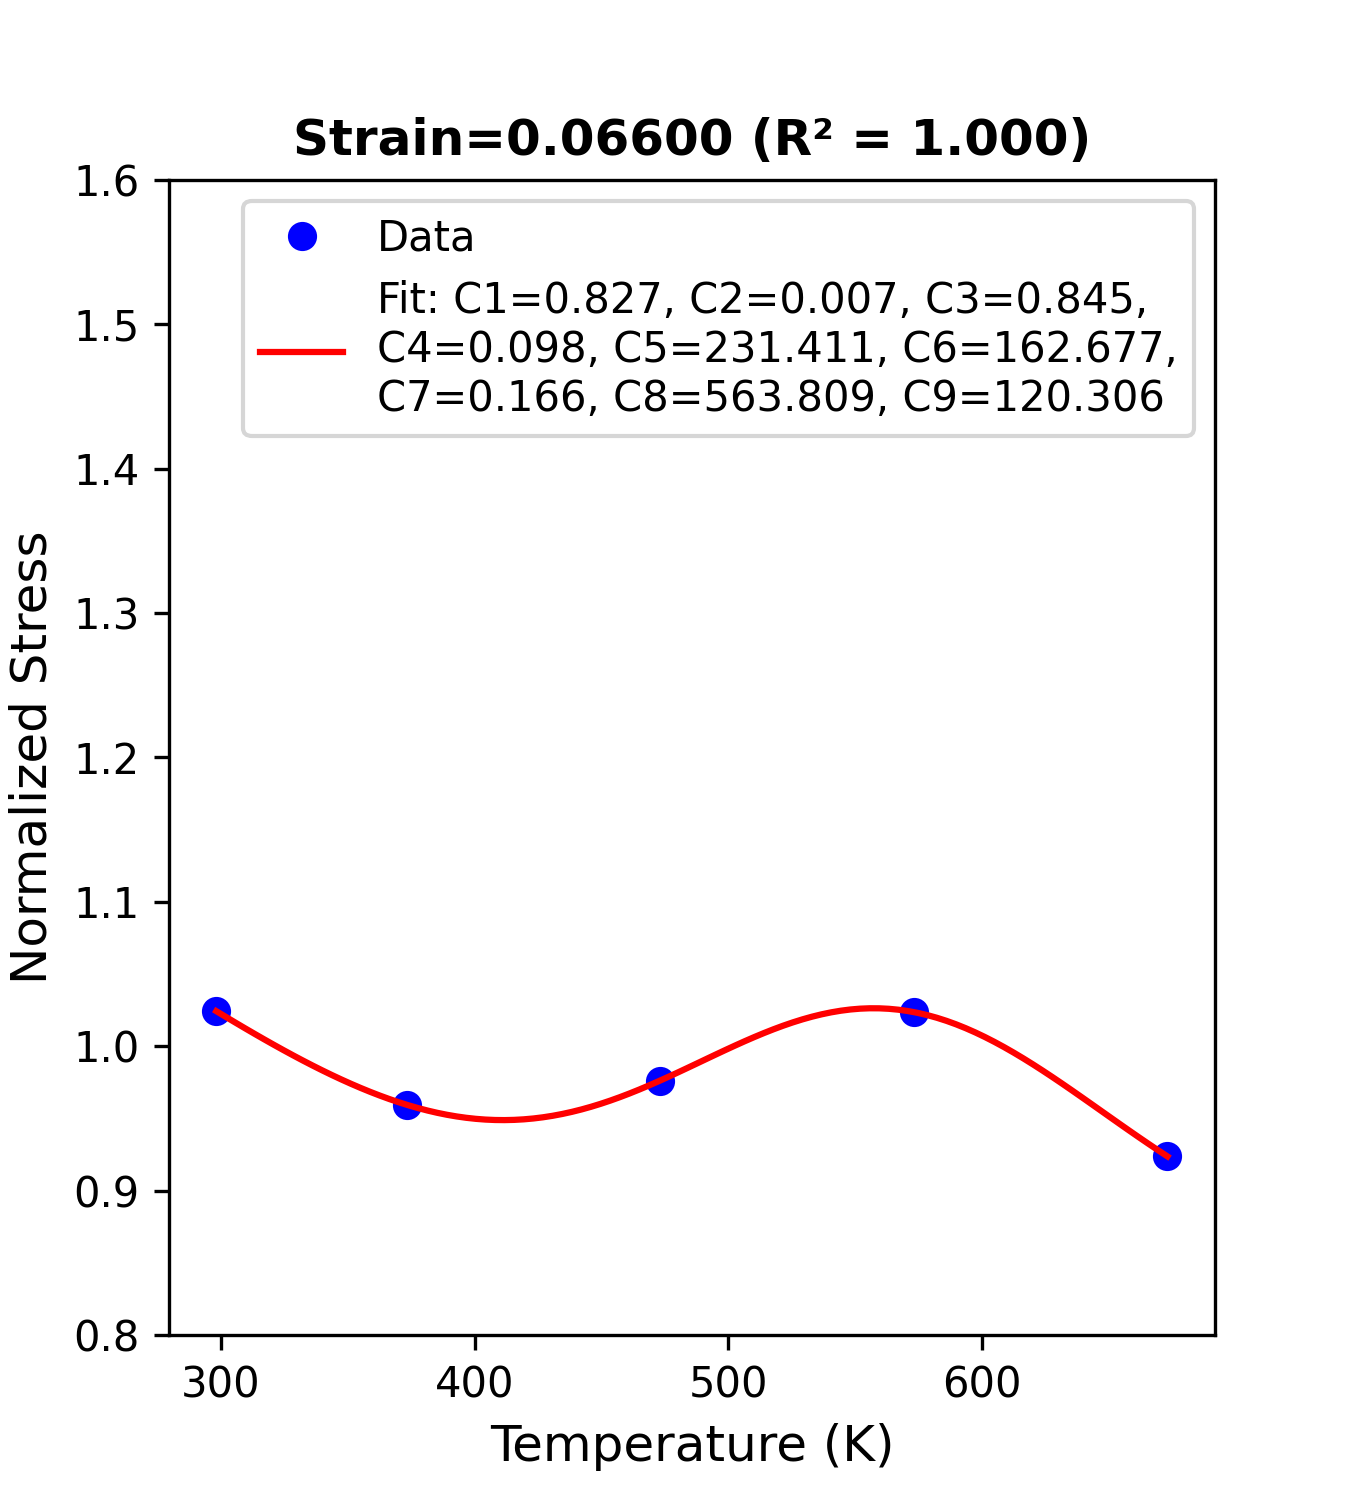 Strain=0.06600 (R² = 1.000)
1.6
1.5
1.4
1.3
1.2
1.1
1.0
0.9
0.8
Normalized Stress
Data
Fit: C1=0.827, C2=0.007, C3=0.845,
C4=0.098, C5=231.411, C6=162.677,
C7=0.166, C8=563.809, C9=120.306
300 400 500 600
Temperature (K)